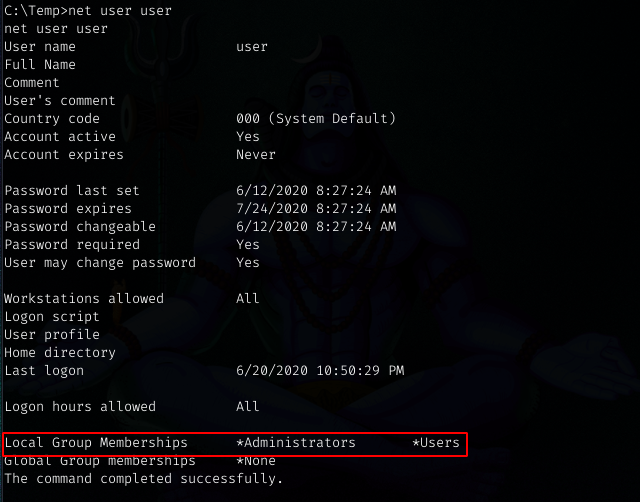 C:\Temp>net user user
net user user
User name                    user
Full Name
Comment
User's comment
Country code                 000 (System Default)
Account active               Yes
Account expires              Never
Password last set            6/12/2020 8:27:24 AM
Password expires             7/24/2020 8:27:24 AM
Password changeable          6/12/2020 8:27:24 AM
Password required            Yes
User may change password     Yes
Workstations allowed         All
Logon script
User profile
Home directory
Last logon                   6/20/2020 10:50:29 PM
Logon hours allowed          All
Local Group Memberships      *Administrators       *Users
Global Group memberships     *None
The command completed successfully.